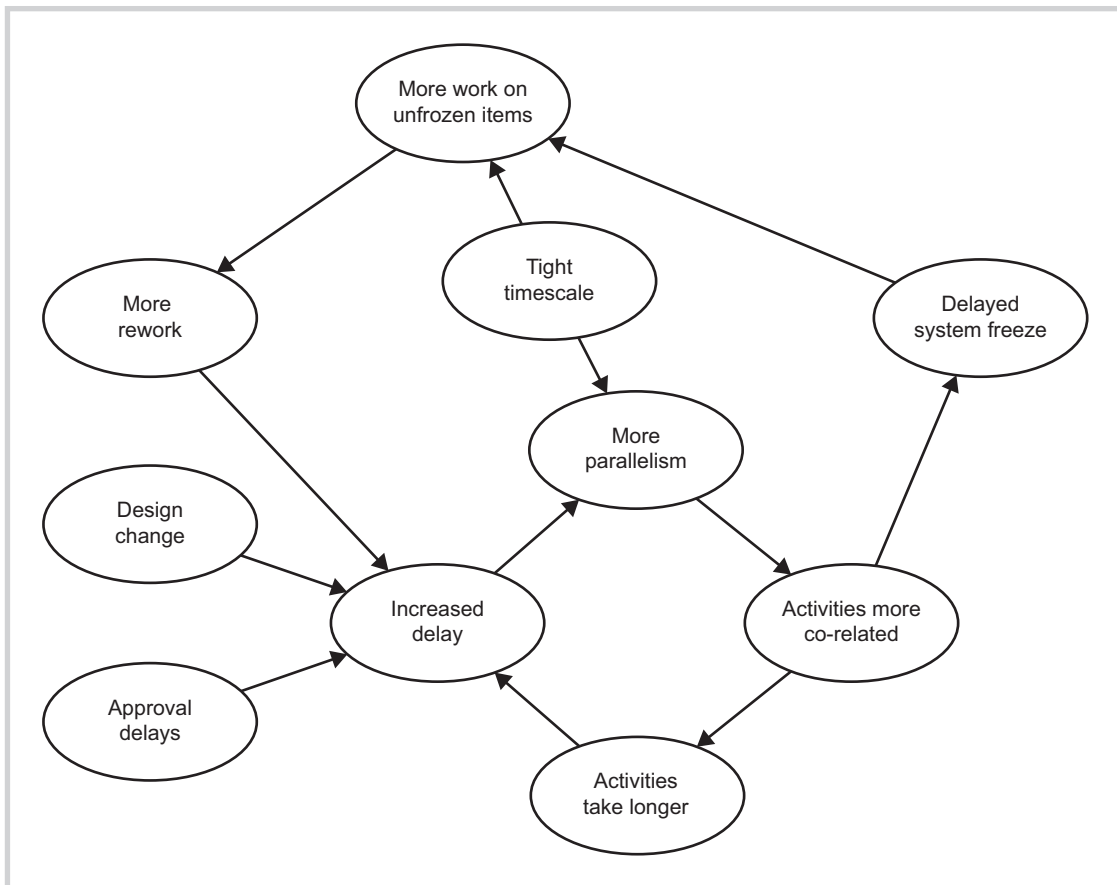 More work on
unfrozen items
Tight
timescale
More
rework
Delayed
system freeze
More
parallelism
Design
change
Increased
delay
Activities more
co-related
Approval
delays
Activities
take longer